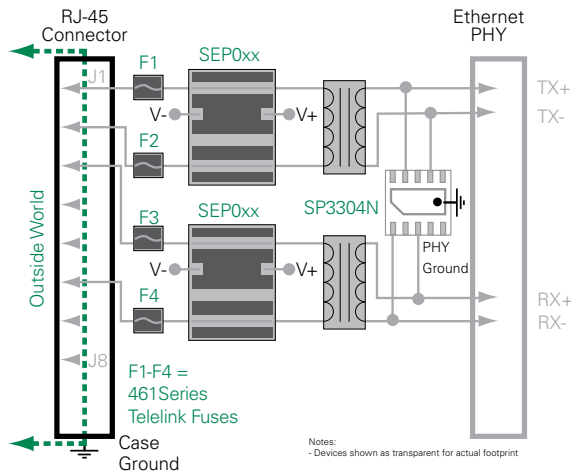 RJ-45
Connector
Ethernet
PHY
SEP0xx
F1
J1
TX+
V-
V+
TX-
F2
SEP0xx
SP3304N
F3
Outside World
PHY
Ground
V-
V+
F4
RX+
RX-
J8
F1-F4 =
461Series
Telelink Fuses
Case
Ground
Notes:
- Devices shown as transparent for actual footprint